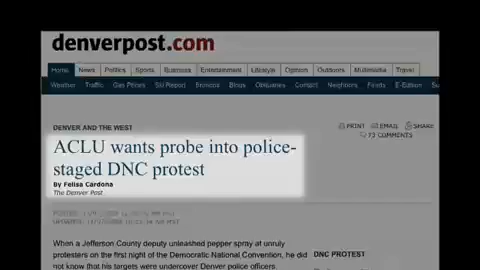 denverpost.com
Home News Politics Sports Business Entertainment Lifestyle Opinion Outdoors Multimedia Travel
Weather Traffic Gas Prices Ski Report Blogs Obituaries Contact Neighbors Feeds E-Edition
DENVER AND THE WEST
PRINT EMAIL SHARE
73 COMMENTS
ACLU wants probe into police-
staged DNC protest
By Felisa Cardona
The Denver Post
When a Jefferson County deputy unleashed pepper spray at unruly
protesters on the first night of the Democratic National Convention, he did
not know that his targets were undercover Denver police officers.
DNC PROTEST